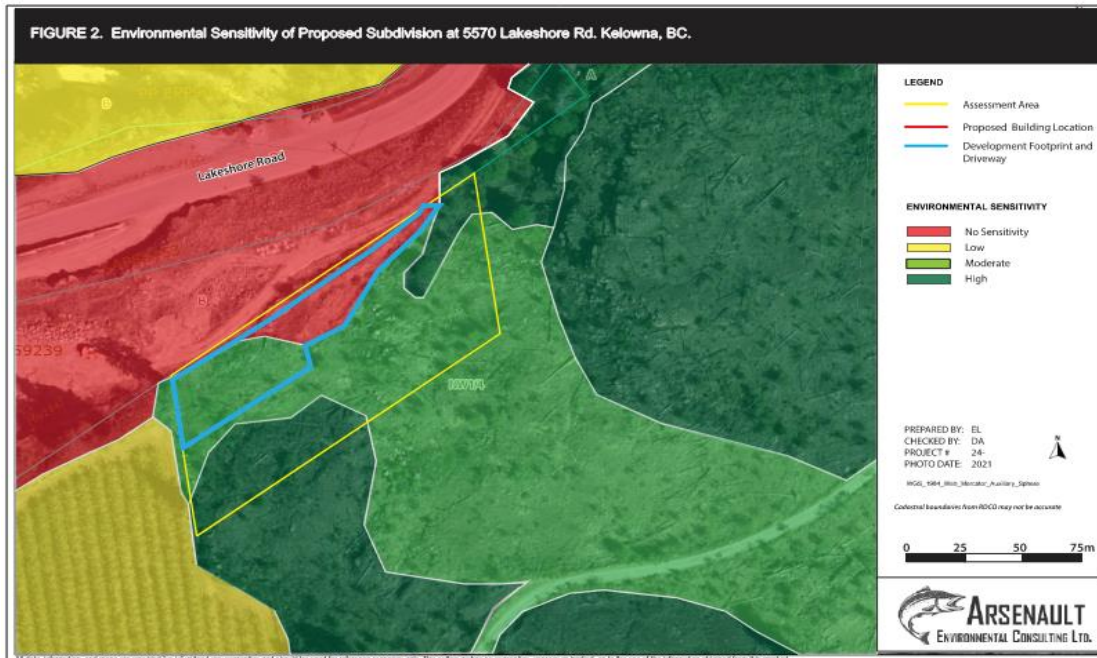 FIGURE 2. Environmental Sensitivity of Proposed Subdivision at 5570 Lakeshore Rd. Kelowna, BC.
A
B
Lakeshore Road
B
59239
NW1/4
LEGEND
Assessment Area
Proposed Building Location
Development Footprint and
Driveway
ENVIRONMENTAL SENSITIVITY
No Sensitivity
Low
Moderate
High
PREPARED BY: EL
CHECKED BY: DA
PROJECT # 24-
PHOTO DATE: 2021
N
WGS_1984_Web_Mercator_Auxiliary_Sphere
Cadastral boundaries from RDCO may not be accurate
0 25 50 75m
ARSENAULT
ENVIRONMENTAL CONSULTING LTD.